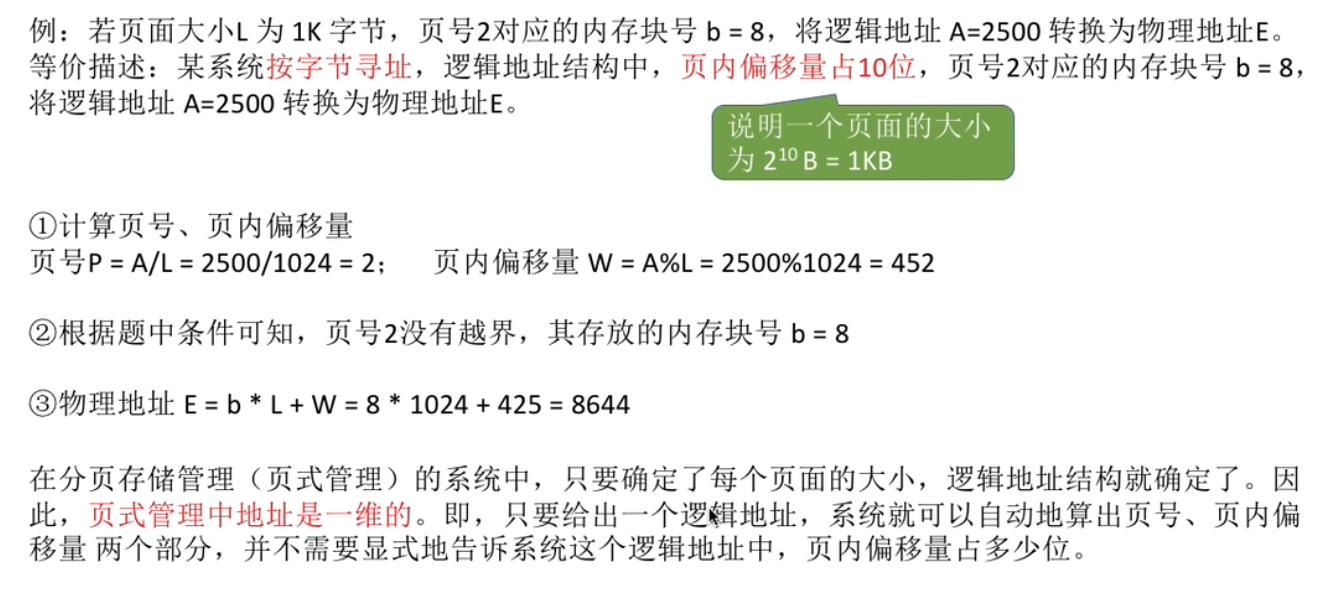 例：若页面大小L 为 1K 字节，页号2对应的内存块号 b = 8，将逻辑地址 A=2500 转换为物理地址E。
等价描述：某系统按字节寻址，逻辑地址结构中，页内偏移量占10位，页号2对应的内存块号 b = 8，
将逻辑地址 A=2500 转换为物理地址E。
说明一个页面的大小
为 2¹⁰ B = 1KB
①计算页号、页内偏移量
页号P = A/L = 2500/1024 = 2； 页内偏移量 W = A%L = 2500%1024 = 452
②根据题中条件可知，页号2没有越界，其存放的内存块号 b = 8
③物理地址 E = b * L + W = 8 * 1024 + 425 = 8644
在分页存储管理（页式管理）的系统中，只要确定了每个页面的大小，逻辑地址结构就确定了。因
此，页式管理中地址是一维的。即，只要给出一个逻辑地址，系统就可以自动地算出页号、页内偏
移量 两个部分，并不需要显式地告诉系统这个逻辑地址中，页内偏移量占多少位。